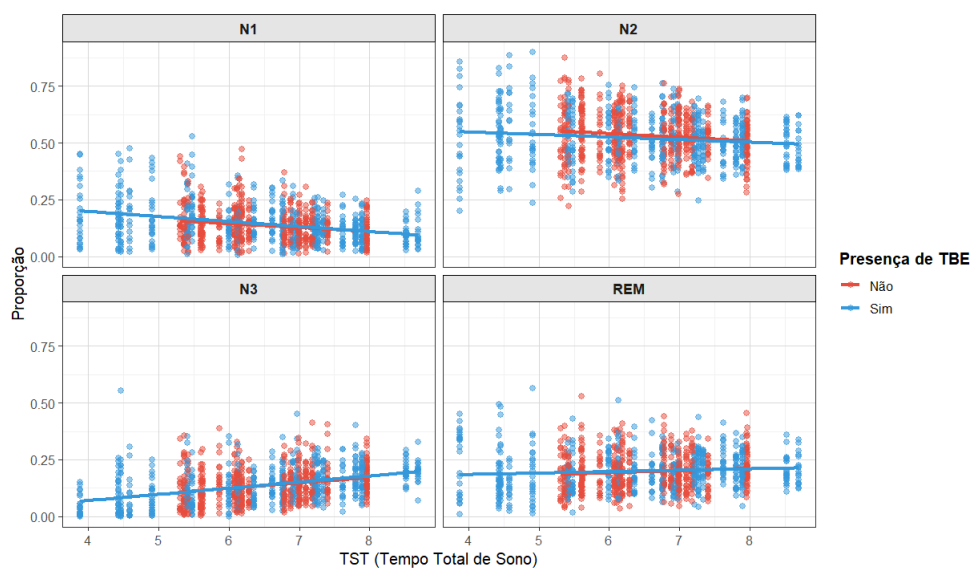 N1
N2
0.75
0.50
0.25
0.00
N3
REM
0.75
0.50
0.25
0.00
4 5 6 7 8
4 5 6 7 8
Proporção
TST (Tempo Total de Sono)
Presença de TBE
Não
Sim